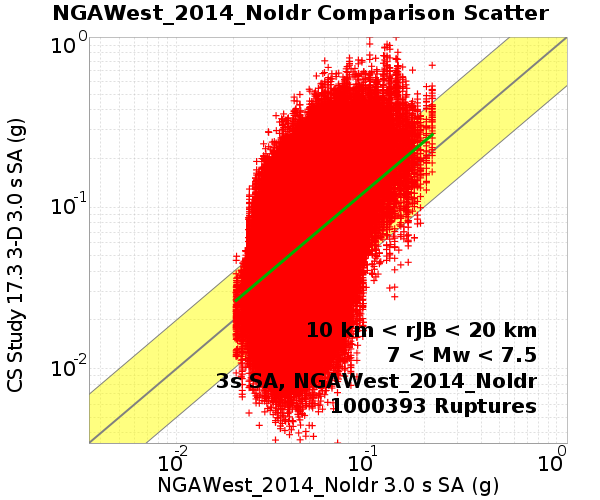 NGAWest_2014_NoIdr Comparison Scatter
CS Study 17.3 3-D 3.0 s SA (g)
10⁰
10⁻¹
10⁻²
10 km < rJB < 20 km
7 < Mw < 7.5
3s SA, NGAWest_2014_NoIdr
1000393 Ruptures
10⁻² 10⁻¹ 10⁰
NGAWest_2014_NoIdr 3.0 s SA (g)